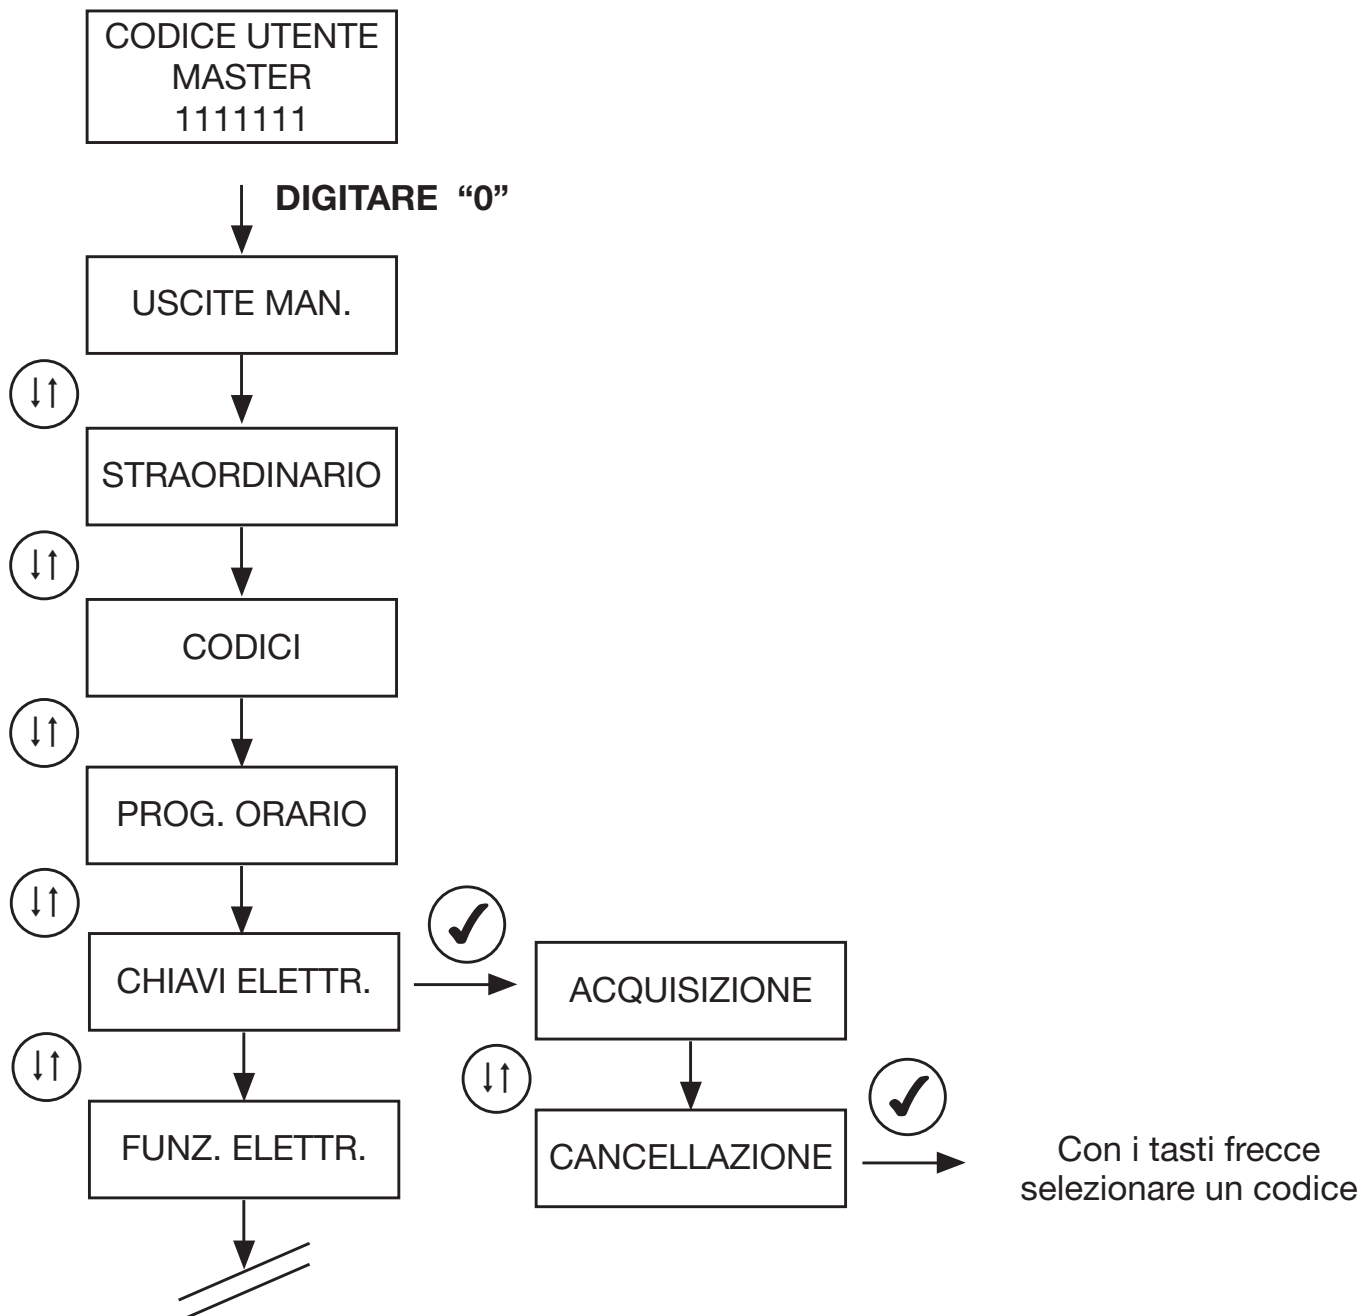 CODICE UTENTE
MASTER
1111111
DIGITARE “0”
USCITE MAN.
STRAORDINARIO
CODICI
PROG. ORARIO
CHIAVI ELETTR.
ACQUISIZIONE
FUNZ. ELETTR.
CANCELLAZIONE
Con i tasti frecce
selezionare un codice